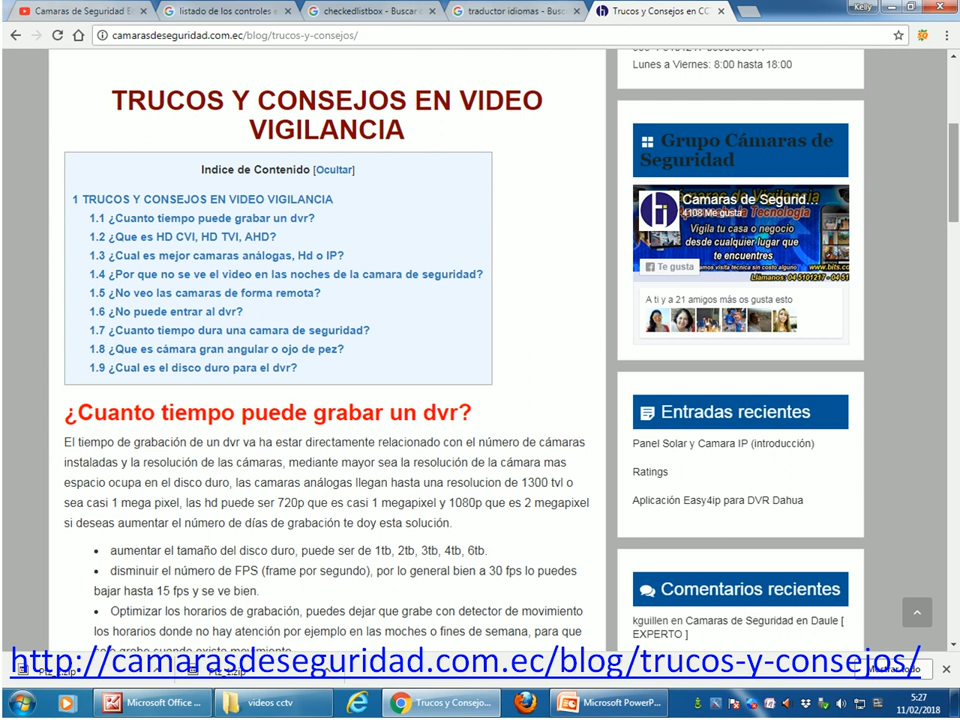 Camaras de Seguridad E
listado de los controles e
checkedlistbox - Buscar c
traductor idiomas - Busc
Trucos y Consejos en CC
Kelly
camarasdeseguridad.com.ec/blog/trucos-y-consejos/
Lunes a Viernes: 8:00 hasta 18:00
TRUCOS Y CONSEJOS EN VIDEO
VIGILANCIA
Indice de Contenido [Ocultar]
1 TRUCOS Y CONSEJOS EN VIDEO VIGILANCIA
1.1 ¿Cuanto tiempo puede grabar un dvr?
1.2 ¿Que es HD CVI, HD TVI, AHD?
1.3 ¿Cual es mejor camaras análogas, Hd o IP?
1.4 ¿Por que no se ve el video en las noches de la camara de seguridad?
1.5 ¿No veo las camaras de forma remota?
1.6 ¿No puede entrar al dvr?
1.7 ¿Cuanto tiempo dura una camara de seguridad?
1.8 ¿Que es cámara gran angular o ojo de pez?
1.9 ¿Cual es el disco duro para el dvr?
¿Cuanto tiempo puede grabar un dvr?
El tiempo de grabación de un dvr va ha estar directamente relacionado con el número de cámaras
instaladas y la resolución de las cámaras, mediante mayor sea la resolución de la cámara mas
espacio ocupa en el disco duro, las camaras análogas llegan hasta una resolucion de 1300 tvl o
sea casi 1 mega pixel, las hd puede ser 720p que es casi 1 megapixel y 1080p que es 2 megapixel
si deseas aumentar el número de días de grabación te doy esta solución.
• aumentar el tamaño del disco duro, puede ser de 1tb, 2tb, 3tb, 4tb, 6tb.
• disminuir el número de FPS (frame por segundo), por lo general bien a 30 fps lo puedes
bajar hasta 15 fps y se ve bien.
• Optimizar los horarios de grabación, puedes dejar que grabe con detector de movimiento
los horarios donde no hay atención por ejemplo en las moches o fines de semana, para que
Grupo Cámaras de
Seguridad
Camaras de Segurid...
4108 Me gusta
Vigila tu casa o negocio
desde cualquier lugar que
te encuentres
Te gusta
www.bits.c
Llámanos: 04 5101217 - 04 51
A ti y a 21 amigos más os gusta esto
Entradas recientes
Panel Solar y Camara IP (introducción)
Ratings
Aplicación Easy4ip para DVR Dahua
Comentarios recientes
kguillen en Camaras de Seguridad en Daule [
EXPERTO ]
http://camarasdeseguridad.com.ec/blog/trucos-y-consejos/
Microsoft Office ...
videos cctv
Trucos y Consejo...
Microsoft PowerP...
5:27
11/02/2018